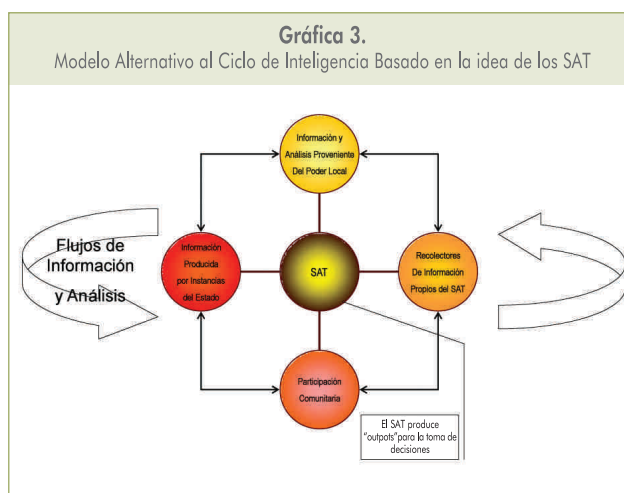 Gráfica 3.
Modelo Alternativo al Ciclo de Inteligencia Basado en la idea de los SAT
Información y
Análisis Proveniente
Del Poder Local
Flujos de
Información
y Análisis
Información
Producida
por Instancias
del Estado
SAT
Recolectores
De Información
Propios del SAT
Participación
Comunitaria
El SAT produce
"outpots"para la toma de
decisiones